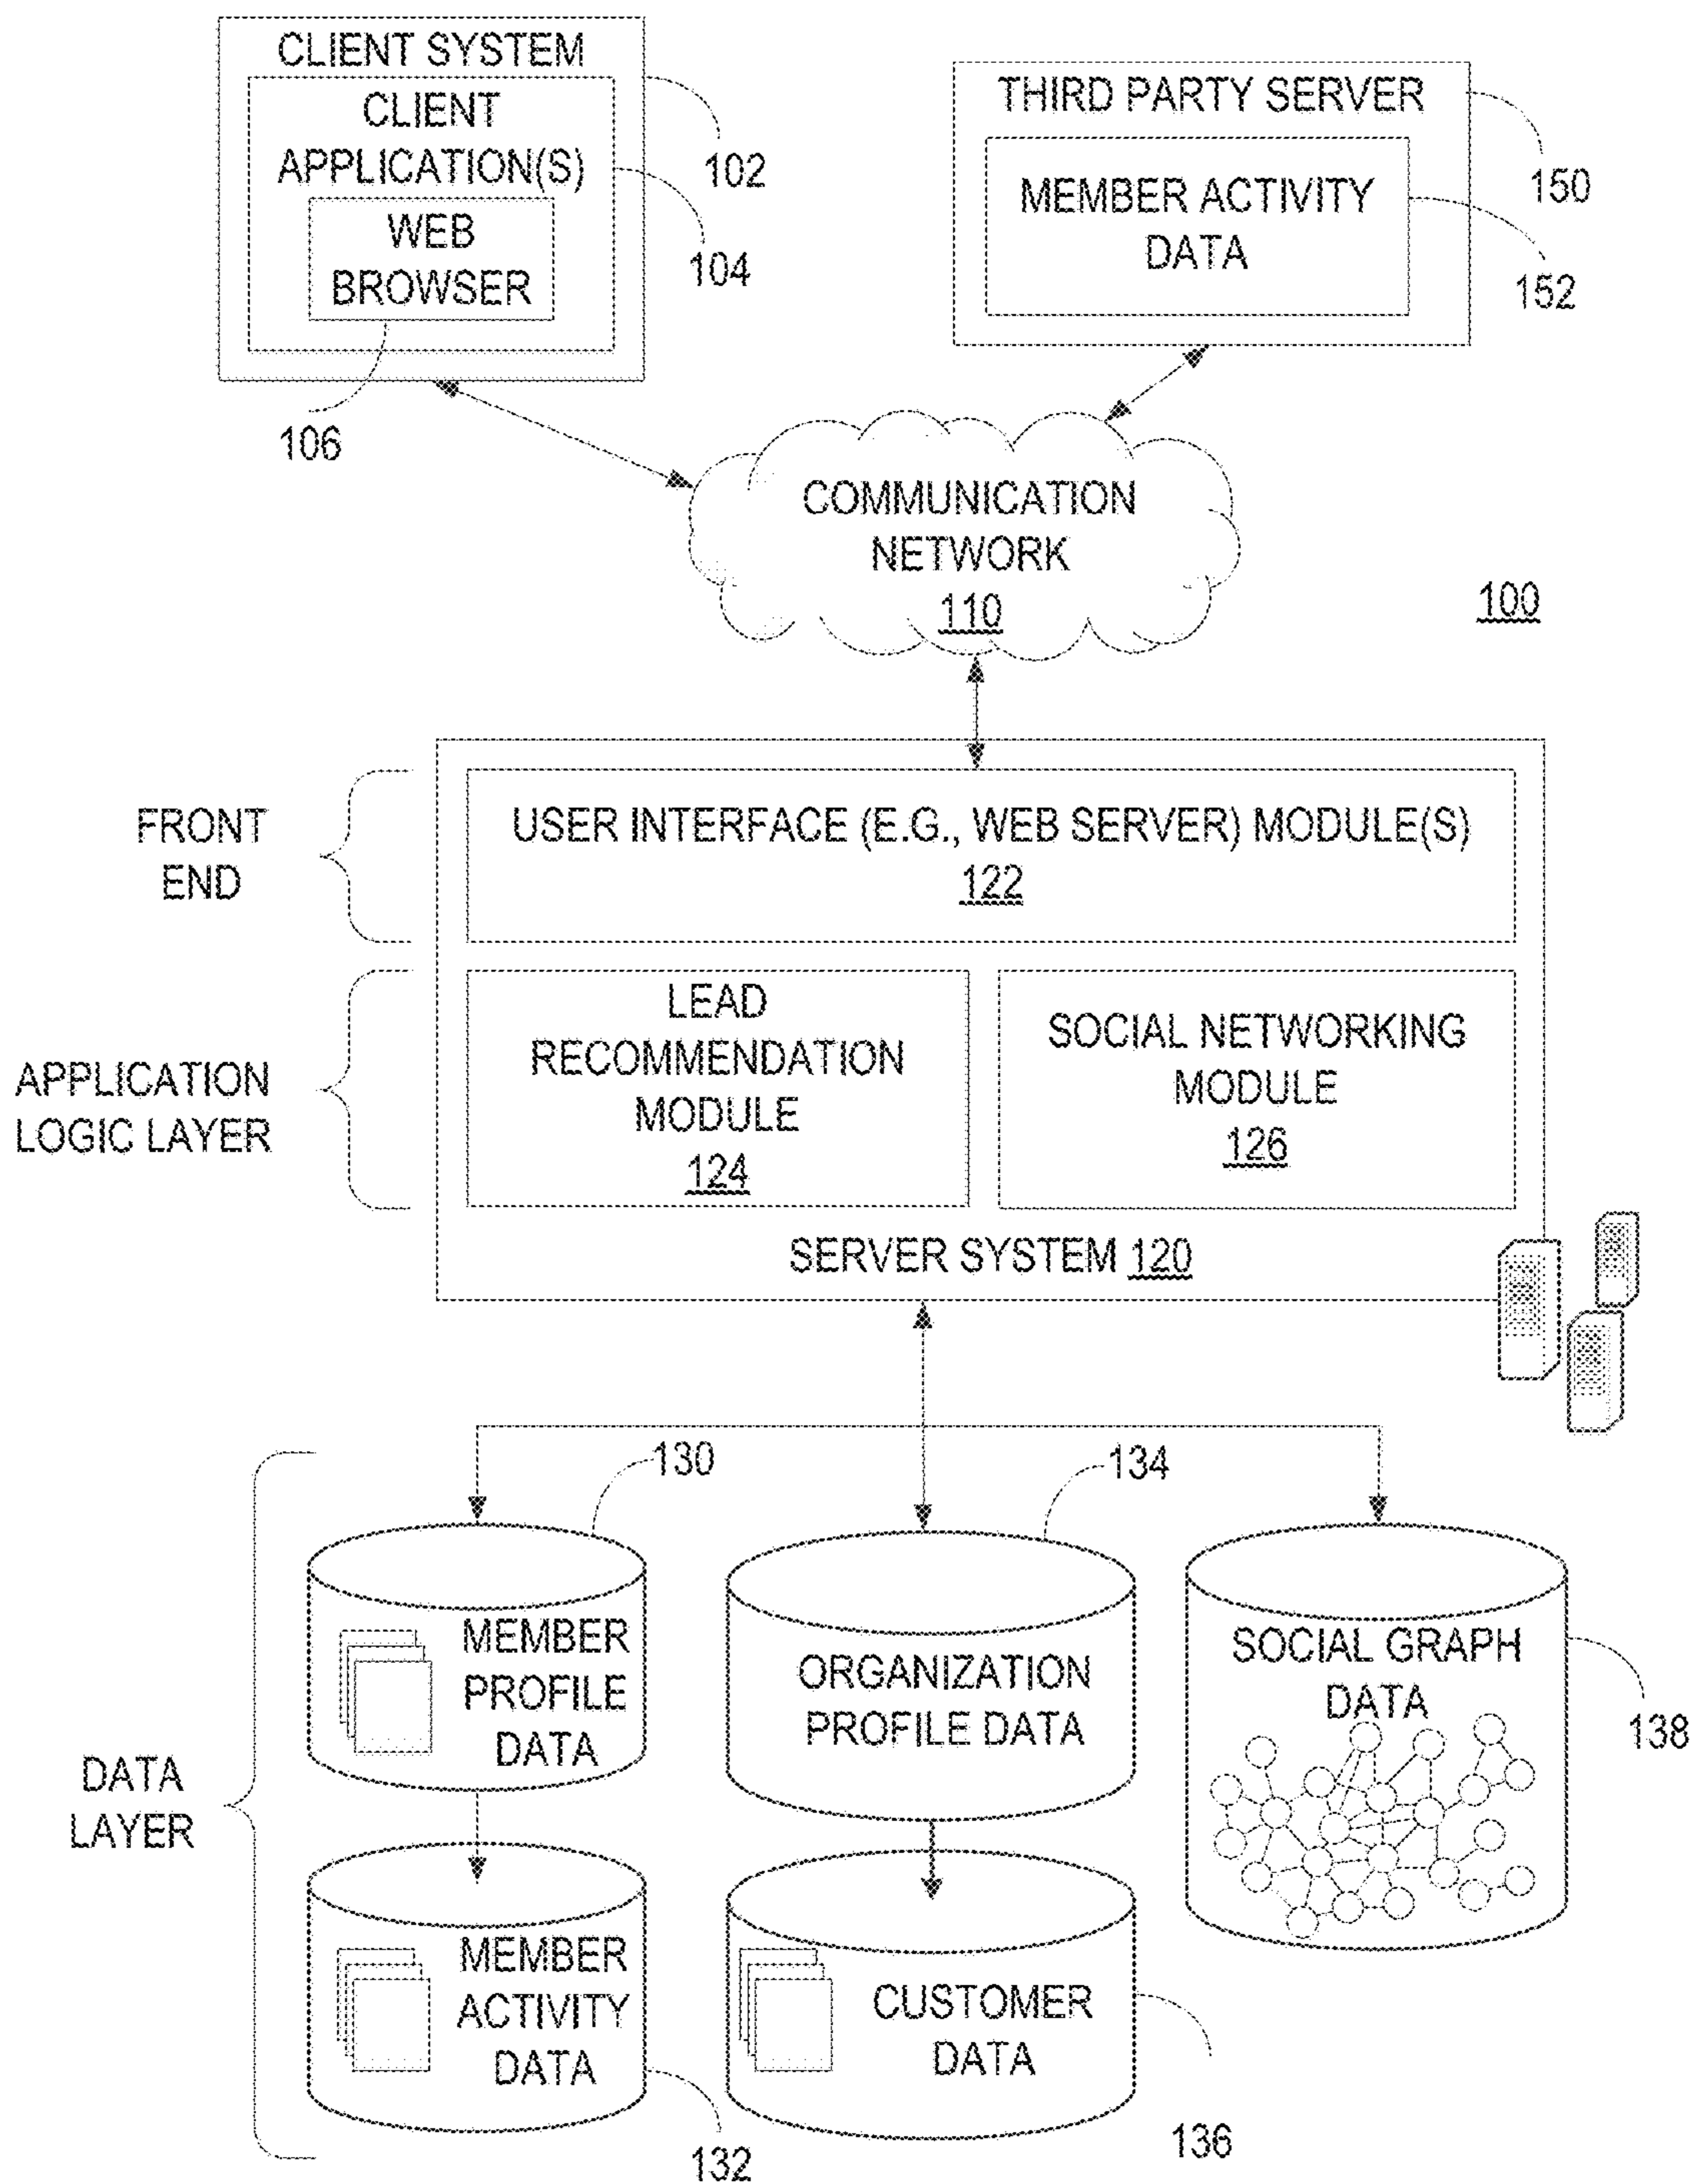 CLIENT SYSTEM
CLIENT
APPLICATION(S)
WEB
BROWSER
102
104
106
THIRD PARTY SERVER
MEMBER ACTIVITY
DATA
150
152
COMMUNICATION
NETWORK
110
100
FRONT
END
USER INTERFACE (E.G., WEB SERVER) MODULE(S)
122
APPLICATION
LOGIC LAYER
LEAD
RECOMMENDATION
MODULE
124
SOCIAL NETWORKING
MODULE
126
SERVER SYSTEM 120
DATA
LAYER
130
MEMBER
PROFILE
DATA
134
ORGANIZATION
PROFILE DATA
SOCIAL GRAPH
DATA
138
MEMBER
ACTIVITY
DATA
132
CUSTOMER
DATA
136